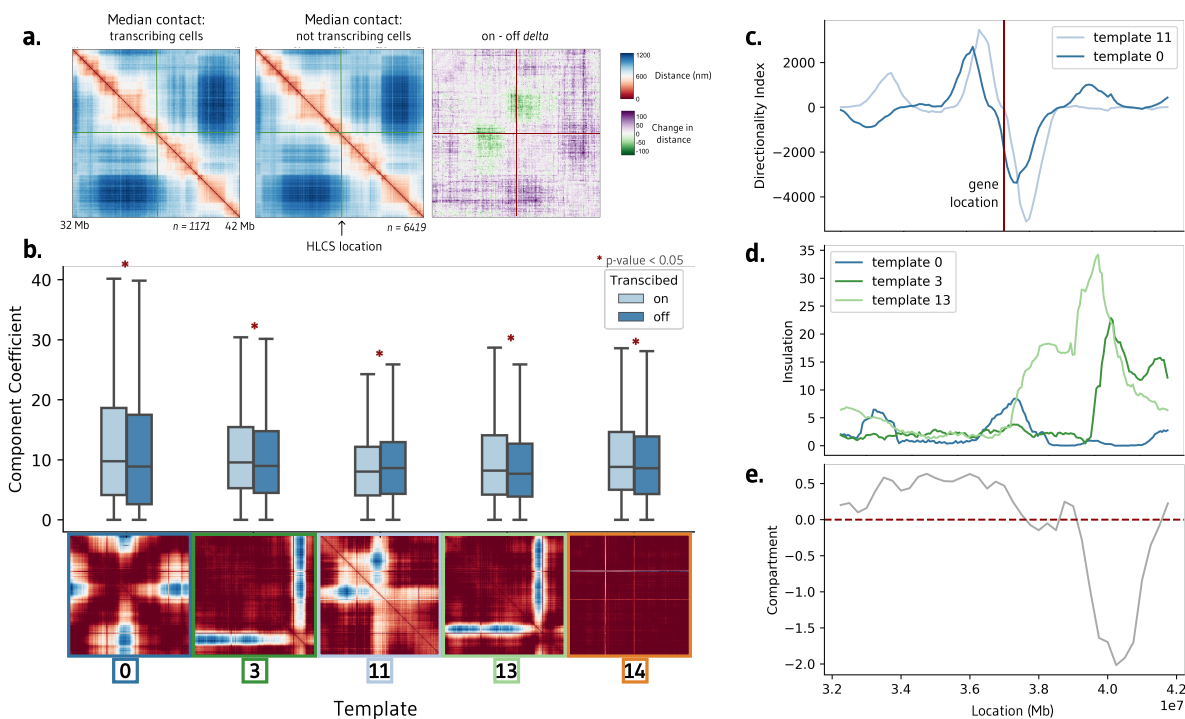 a.
Median contact:
transcribing cells
Median contact:
not transcribing cells
on - off delta
1200
600
0
Distance (nm)
100
50
0
-50
-100
Change in
distance
32 Mb
n = 1171
42 Mb
n = 6419
HLCS location
b.
* p-value < 0.05
Transcibed
on
off
Component Coefficient
40
30
20
10
0
*
*
*
*
*
0
3
11
13
14
Template
c.
template 11
template 0
Directionality Index
2000
0
−2000
−4000
gene
location
d.
template 0
template 3
template 13
Insulation
35
30
25
20
15
10
5
0
e.
Compartment
0.5
0.0
−0.5
−1.0
−1.5
−2.0
3.2
3.4
3.6
3.8
4.0
4.2
1e7
Location (Mb)